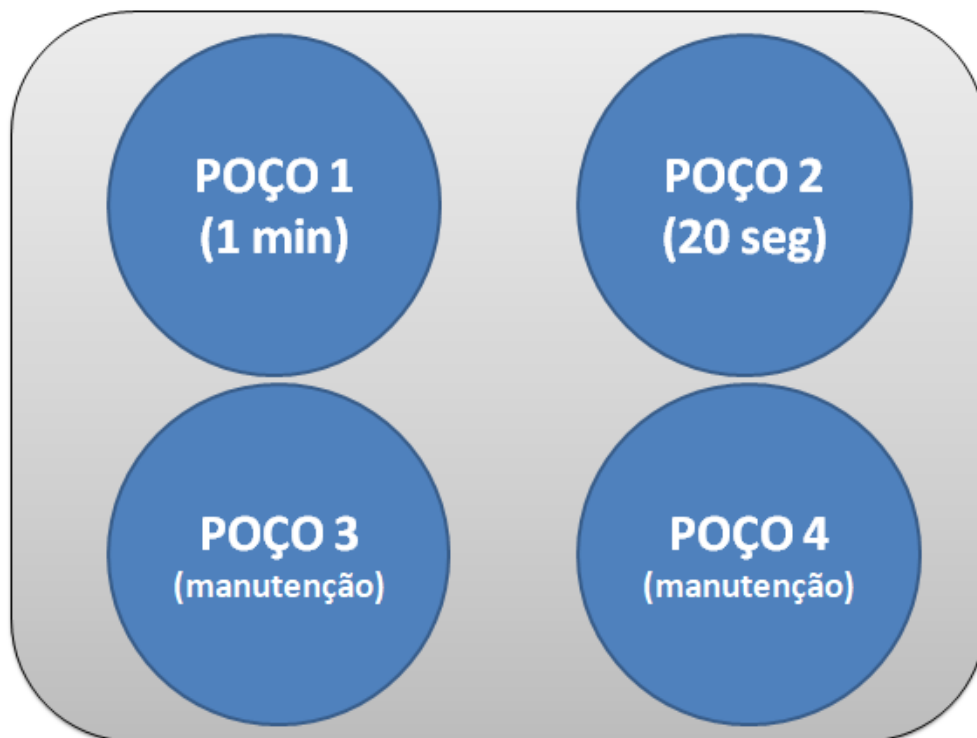 POÇO 1
(1 min)
POÇO 2
(20 seg)
POÇO 3
(manutenção)
POÇO 4
(manutenção)